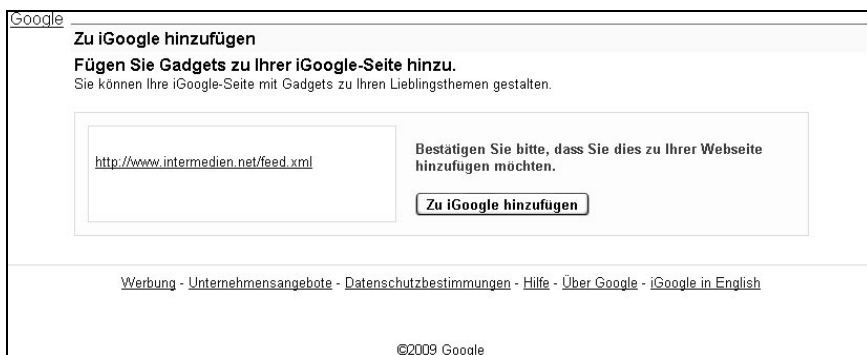 Google
Zu iGoogle hinzufügen
Fügen Sie Gadgets zu Ihrer iGoogle-Seite hinzu.
Sie können Ihre iGoogle-Seite mit Gadgets zu Ihren Lieblingsthemen gestalten.
http://www.intermedien.net/feed.xml
Bestätigen Sie bitte, dass Sie dies zu Ihrer Webseite
hinzufügen möchten.
Zu iGoogle hinzufügen
Werbung - Unternehmensangebote - Datenschutzbestimmungen - Hilfe - Über Google - iGoogle in English
©2009 Google